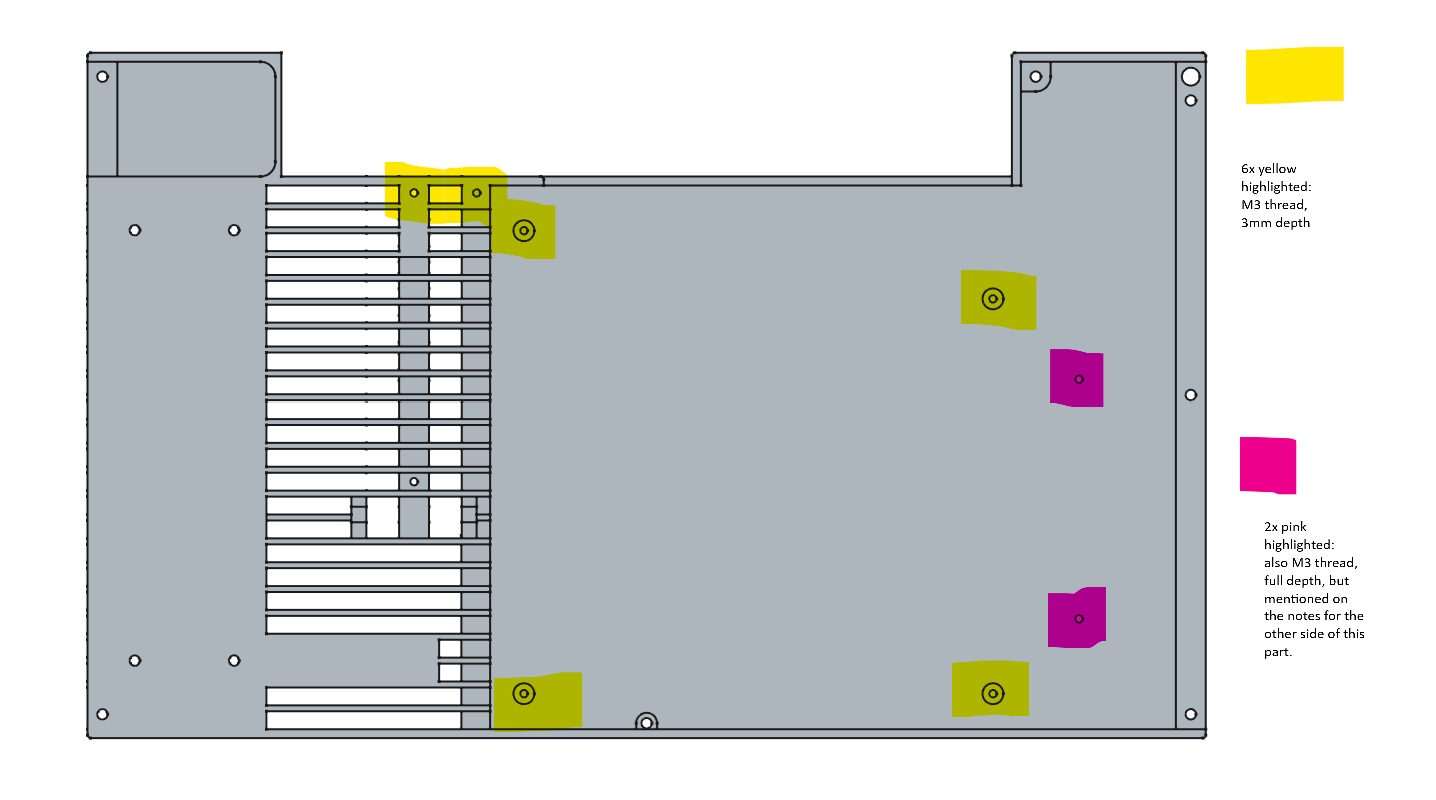 6x yellow
highlighted:
M3 thread,
3mm depth
2x pink
highlighted:
also M3 thread,
full depth, but
mentioned on
the notes for the
other side of this
part.